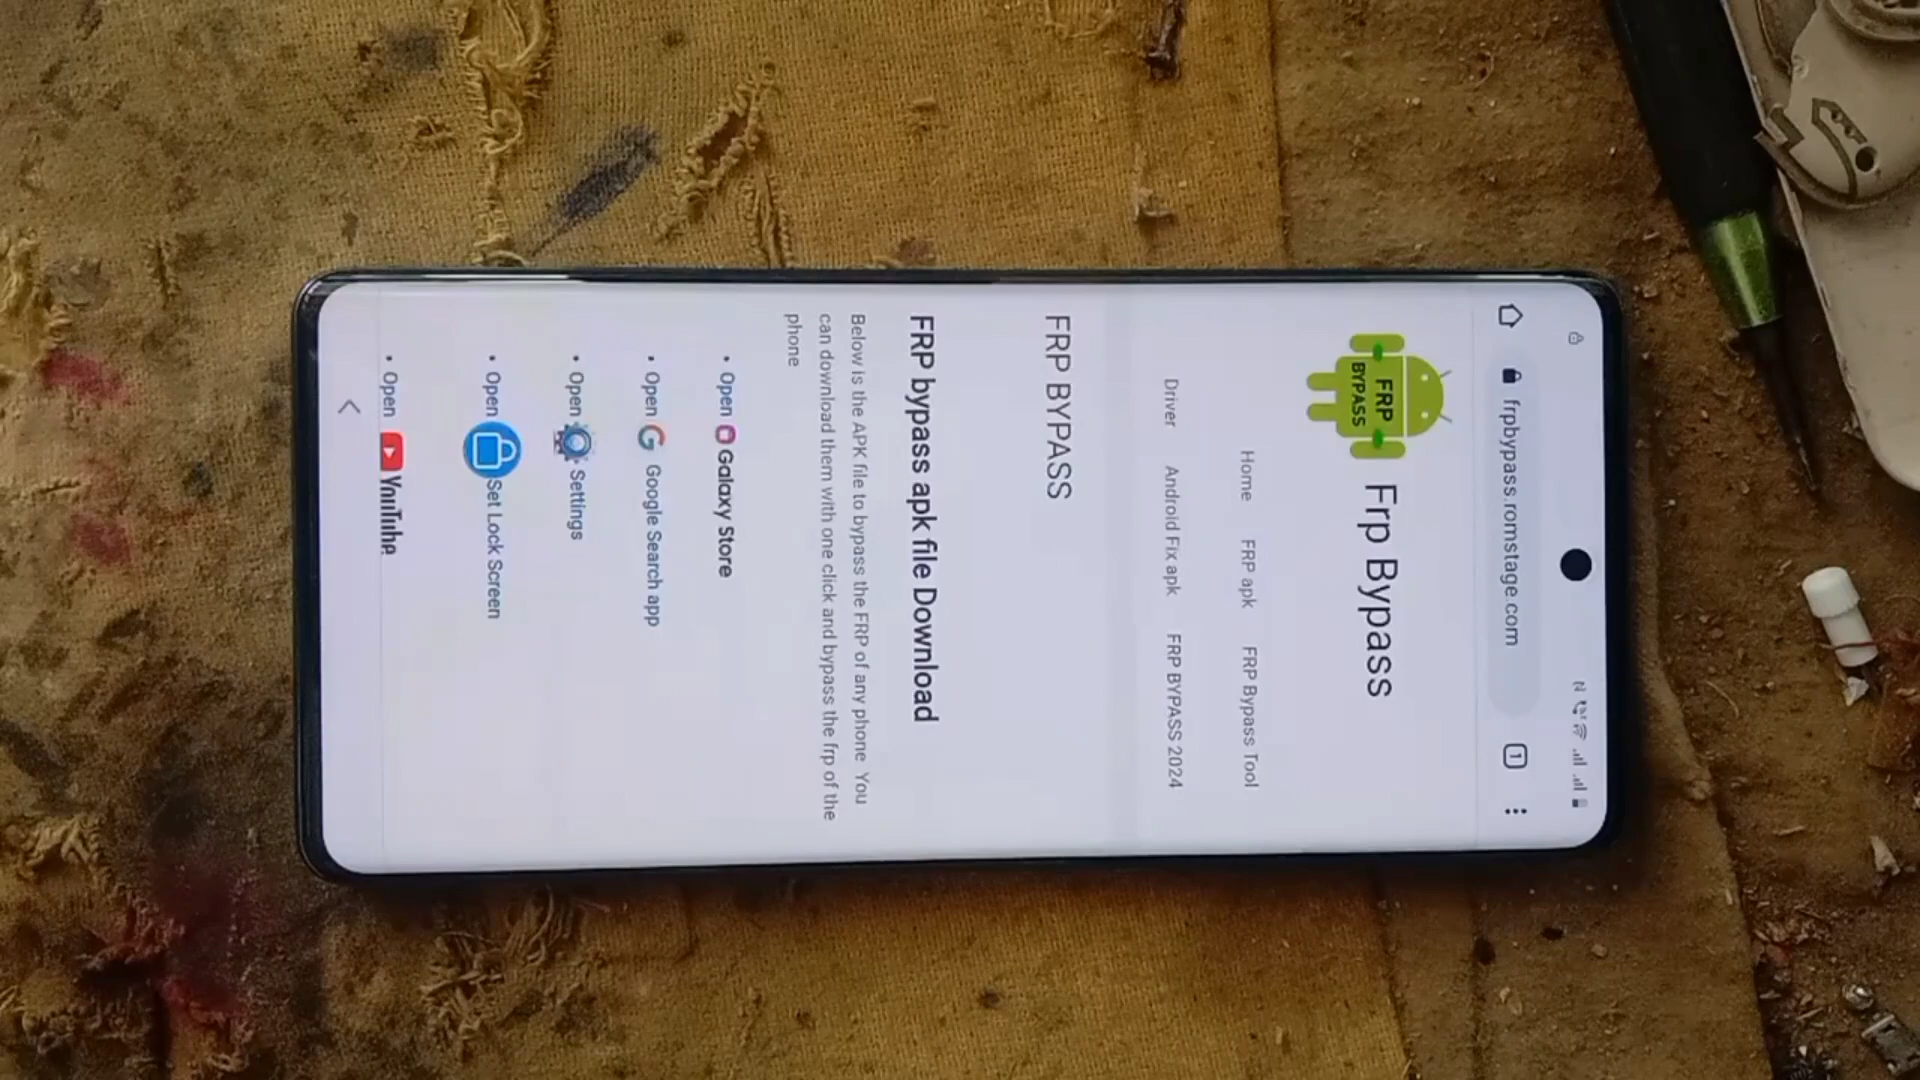 frpbypass.romstage.com
1
FRP
BYPASS
Frp Bypass
Home FRP apk FRP Bypass Tool
Driver Android Fix apk FRP BYPASS 2024
FRP BYPASS
FRP bypass apk file Download
Below is the APK file to bypass the FRP of any phone You
can download them with one click and bypass the frp of the
phone
• Open Galaxy Store
• Open Google Search app
• Open Settings
• Open Set Lock Screen
• Open YouTube